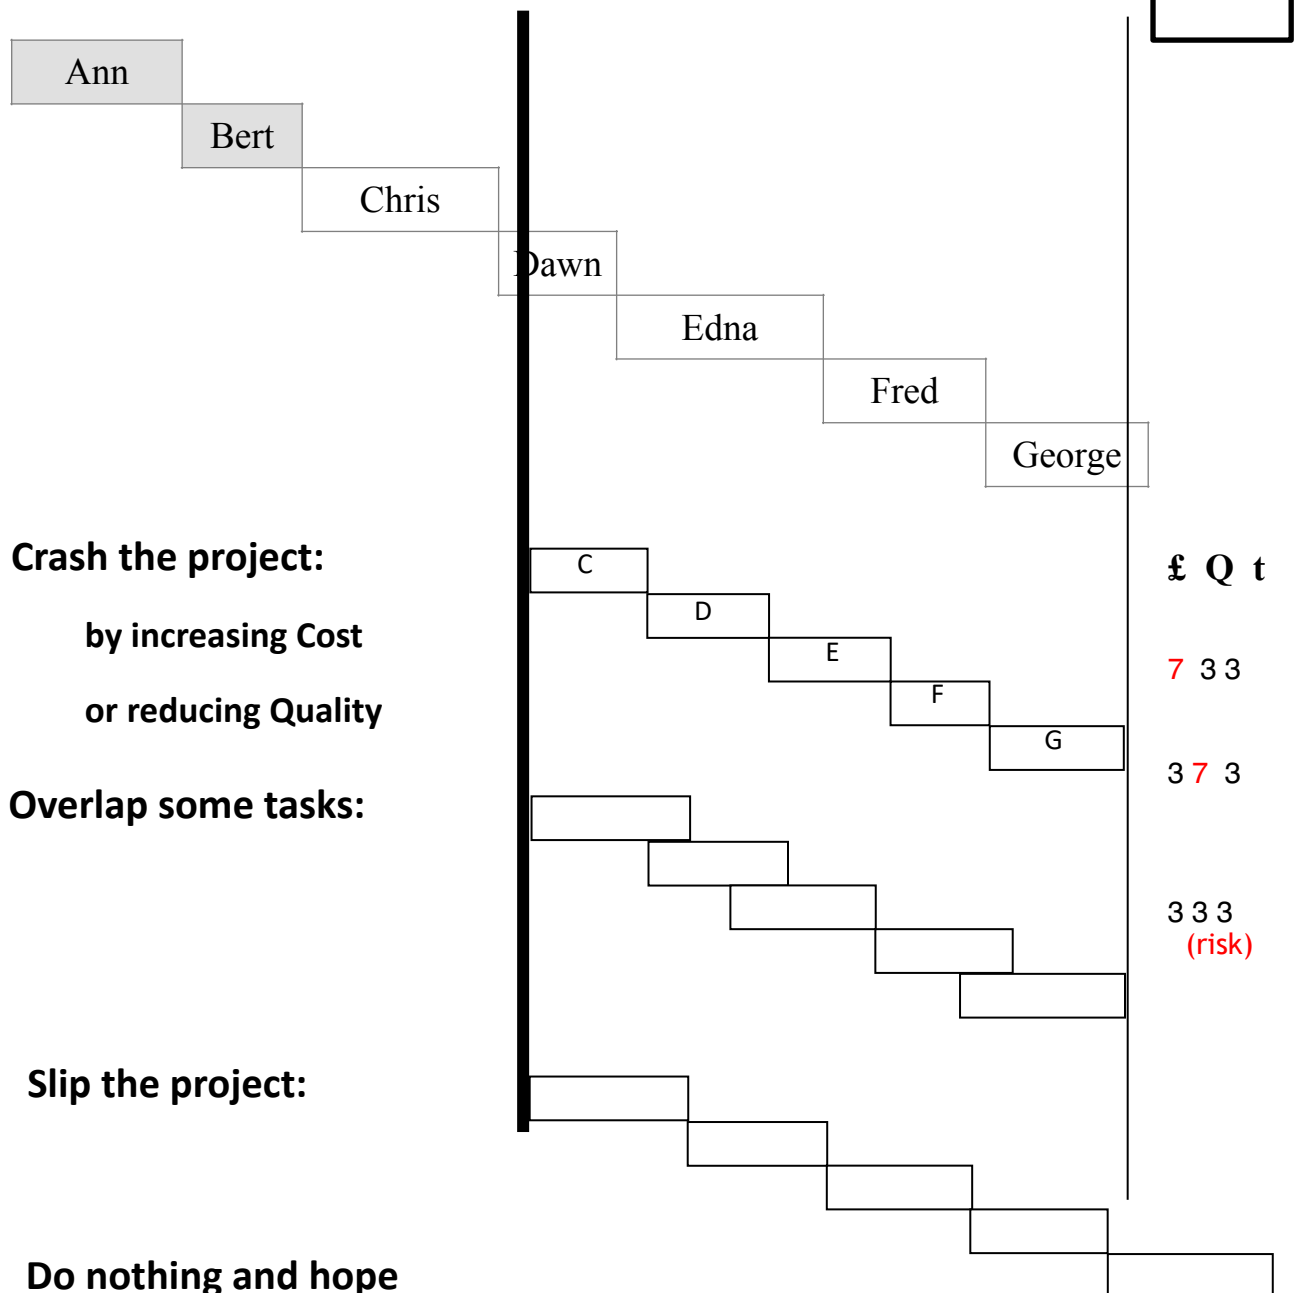 Ann
Bert
Chris
Dawn
Edna
Fred
George
Crash the project:
£ Q t
C
D
by increasing Cost
E
7 3 3
F
or reducing Quality
G
3 7 3
Overlap some tasks:
3 3 3
(risk)
Slip the project:
Do nothing and hope